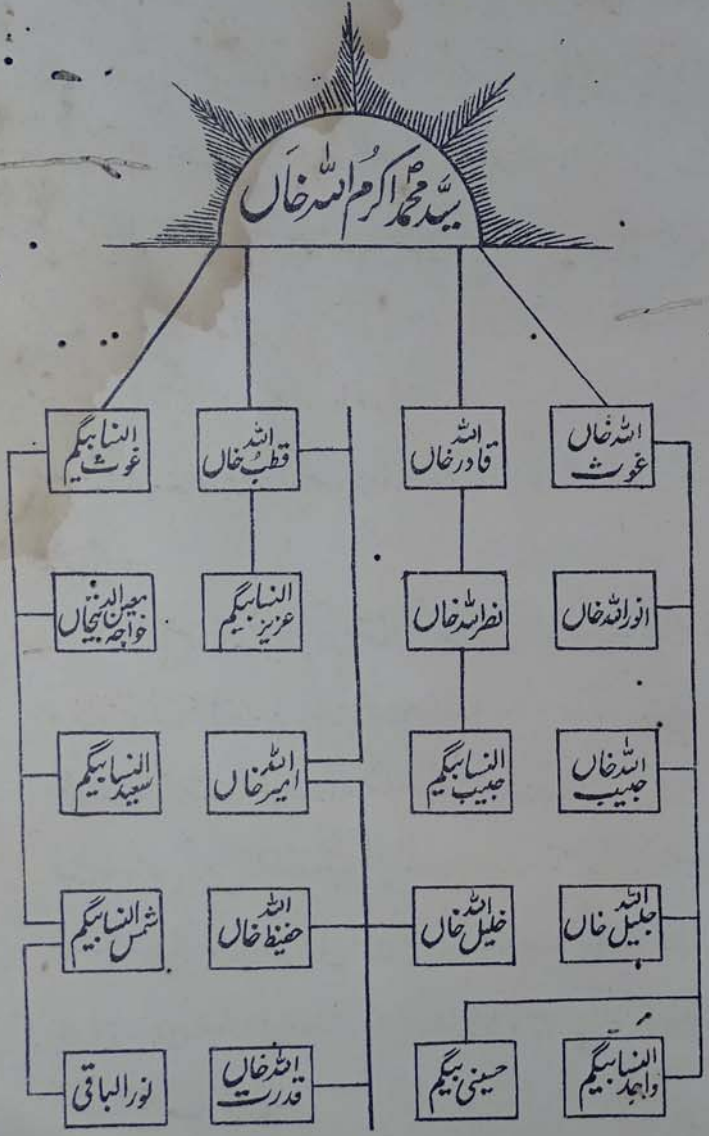 سیّد محمد اکرمُ اللہ خاں
غوث اللہ خاں
قادر اللہ خاں
قطبُ اللہ خاں
غوث النسا بیگم
انور اللہ خاں
نصر اللہ خاں
عزیز النسا بیگم
خواجہ معین الدینخاں
حبیب اللہ خاں
حبیب النسا بیگم
امیر اللہ خاں
سعید النسا بیگم
جلیل اللہ خاں
خلیل اللہ خاں
حفیظ اللہ خاں
شمس النسا بیگم
واجد النسا بیگم
حسینی بیگم
قدرت اللہ خاں
نور الباقی